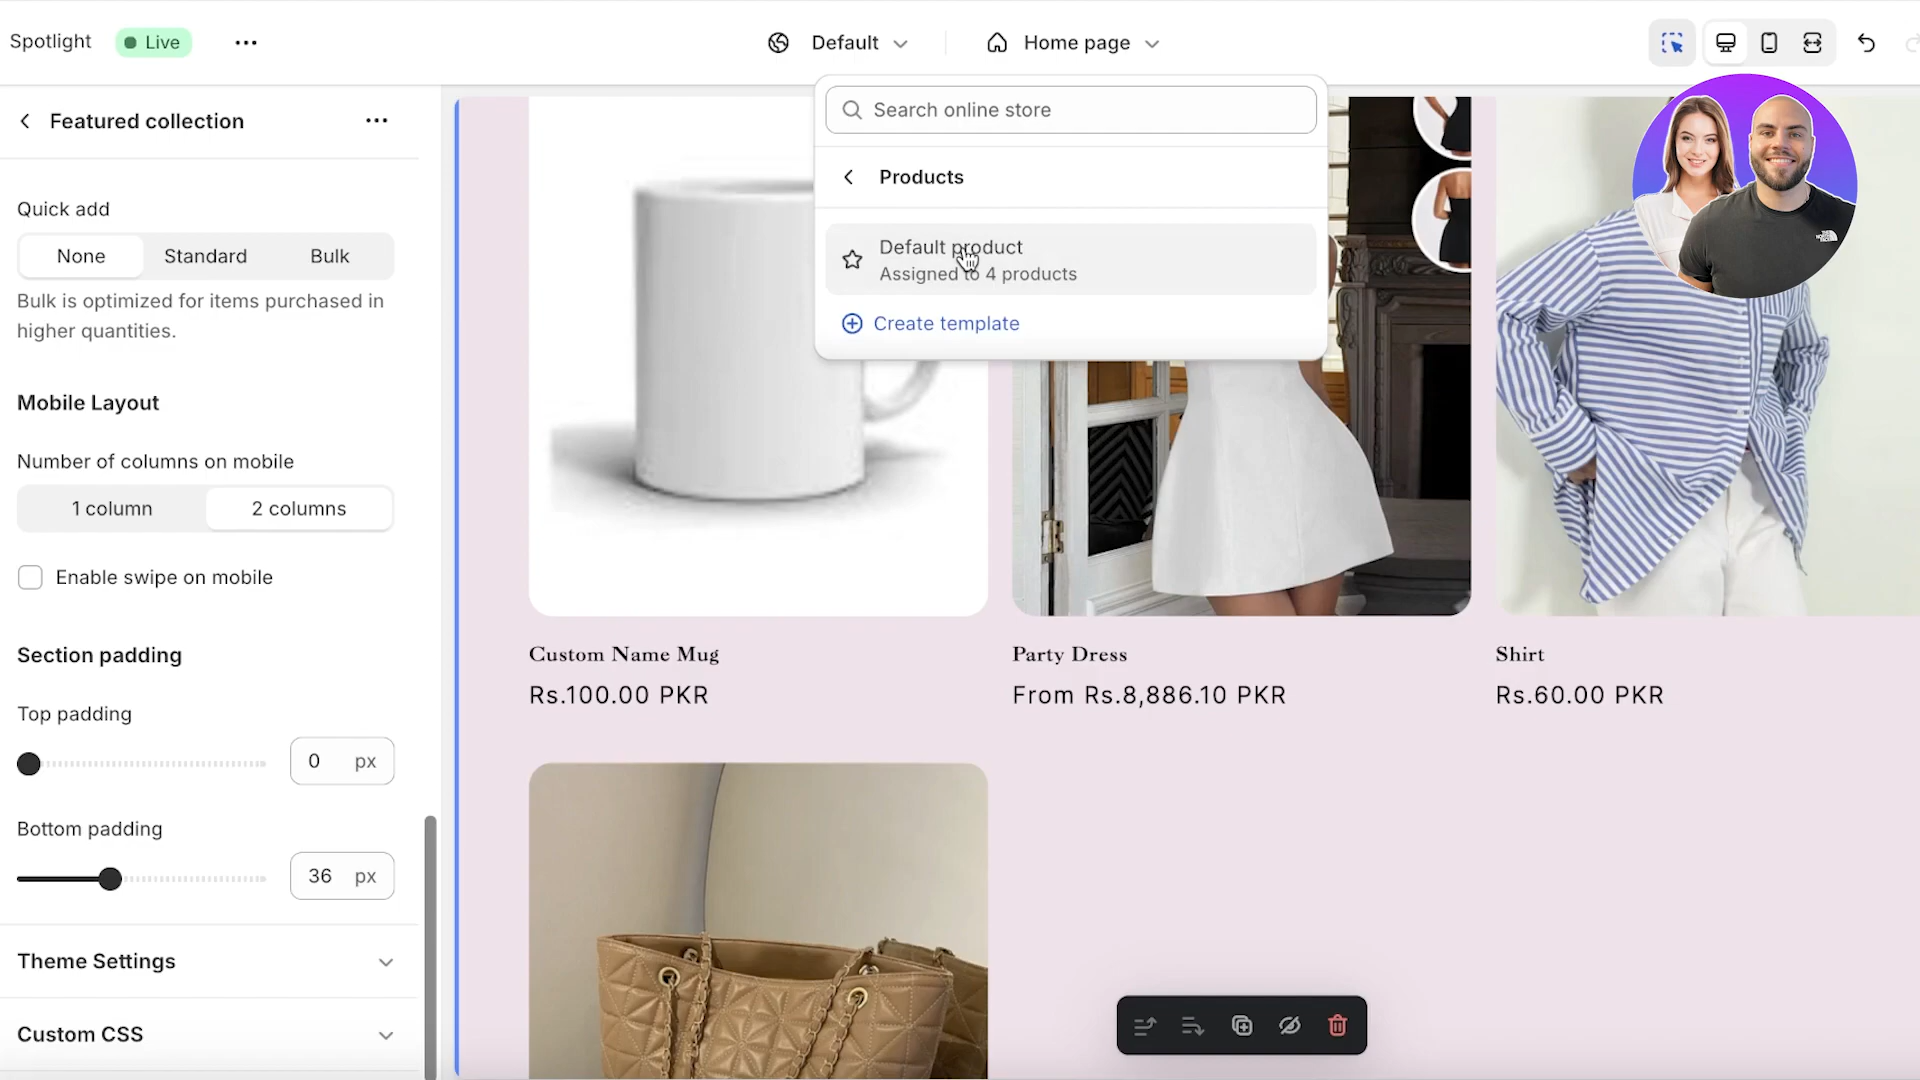 Spotlight
Live
Default
Home page
Search online store
Products
Default product
Assigned to 4 products
Create template
Featured collection
Quick add
None
Standard
Bulk
Bulk is optimized for items purchased in
higher quantities.
Mobile Layout
Number of columns on mobile
1 column
2 columns
Enable swipe on mobile
Section padding
Top padding
0 px
Bottom padding
36 px
Theme Settings
Custom CSS
Custom Name Mug
Rs.100.00 PKR
Party Dress
From Rs.8,886.10 PKR
Shirt
Rs.60.00 PKR